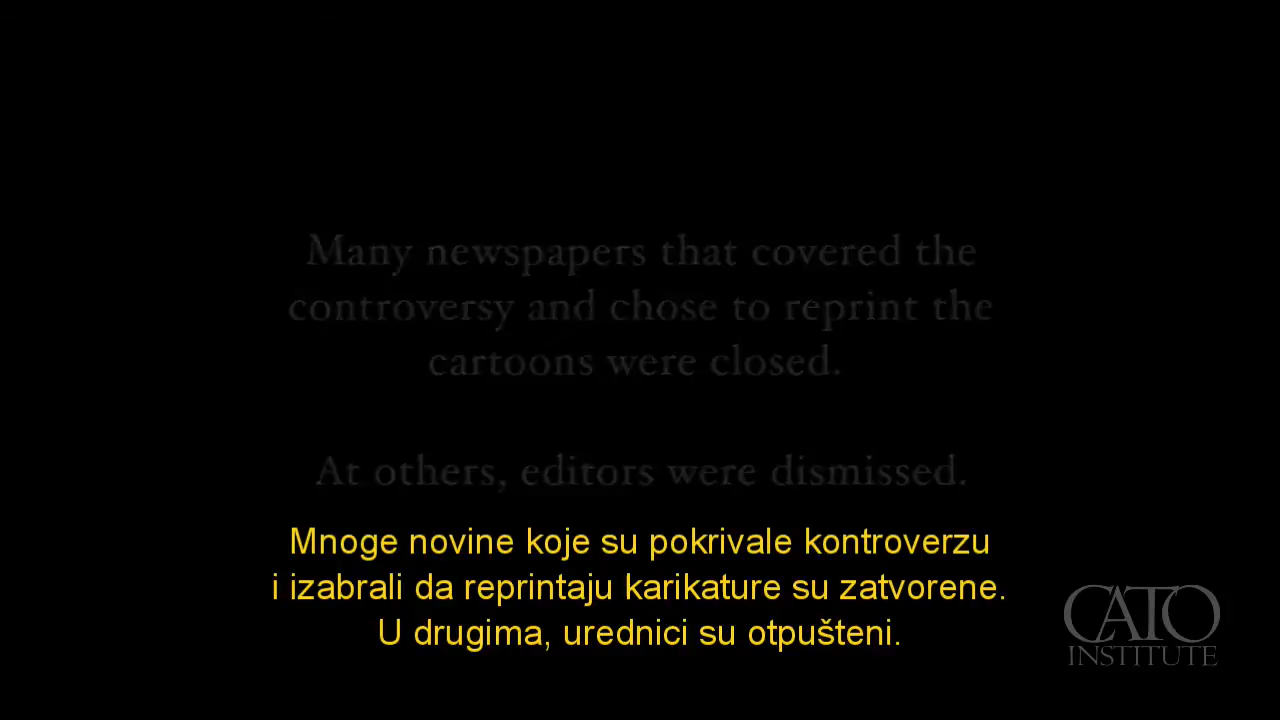 Many newspapers that covered the
controversy and chose to reprint the
cartoons were closed.
At others, editors were dismissed.
Mnoge novine koje su pokrivale kontroverzu
i izabrali da reprintaju karikature su zatvorene.
U drugima, urednici su otpušteni.
CATO
INSTITUTE